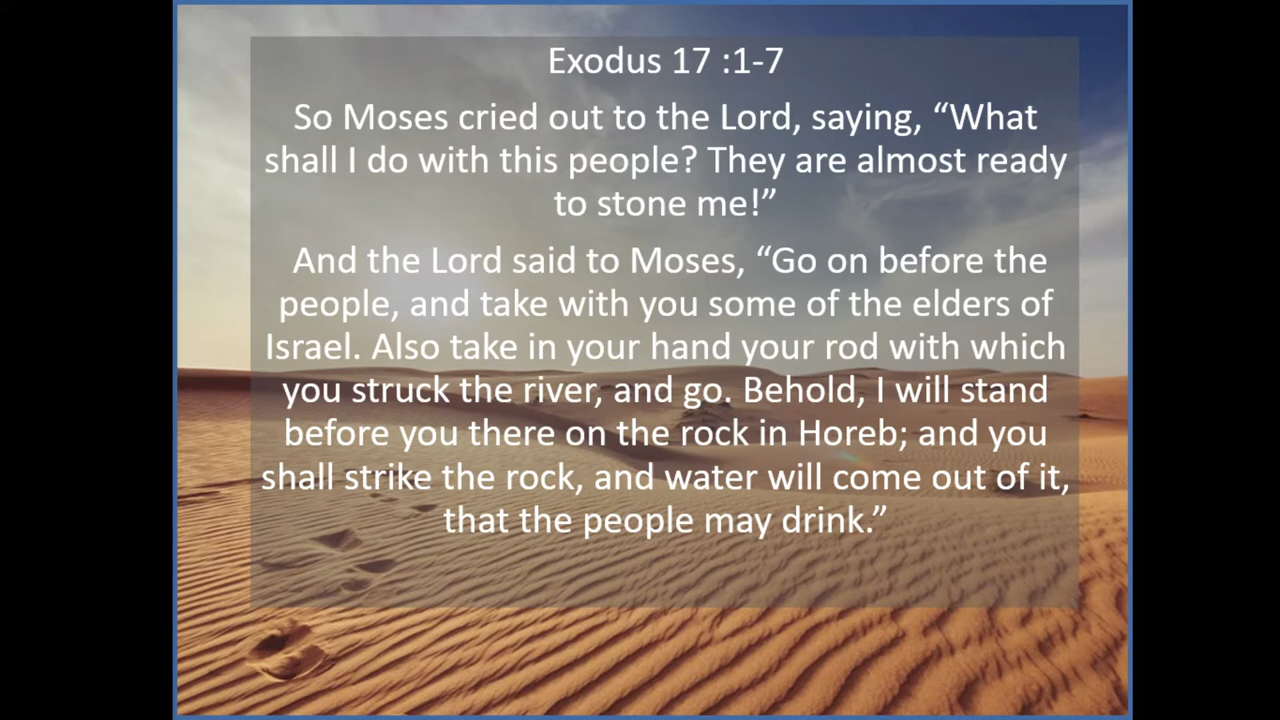 Exodus 17 :1-7
So Moses cried out to the Lord, saying, “What
shall I do with this people? They are almost ready
to stone me!”
And the Lord said to Moses, “Go on before the
people, and take with you some of the elders of
Israel. Also take in your hand your rod with which
you struck the river, and go. Behold, I will stand
before you there on the rock in Horeb; and you
shall strike the rock, and water will come out of it,
that the people may drink.”